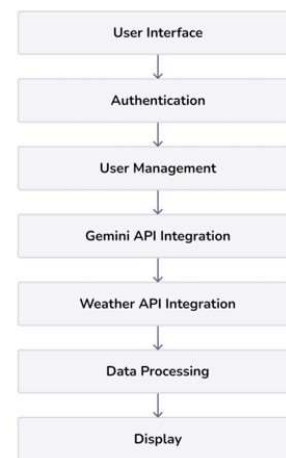 User Interface
Authentication
User Management
Gemini API Integration
Weather API Integration
Data Processing
Display